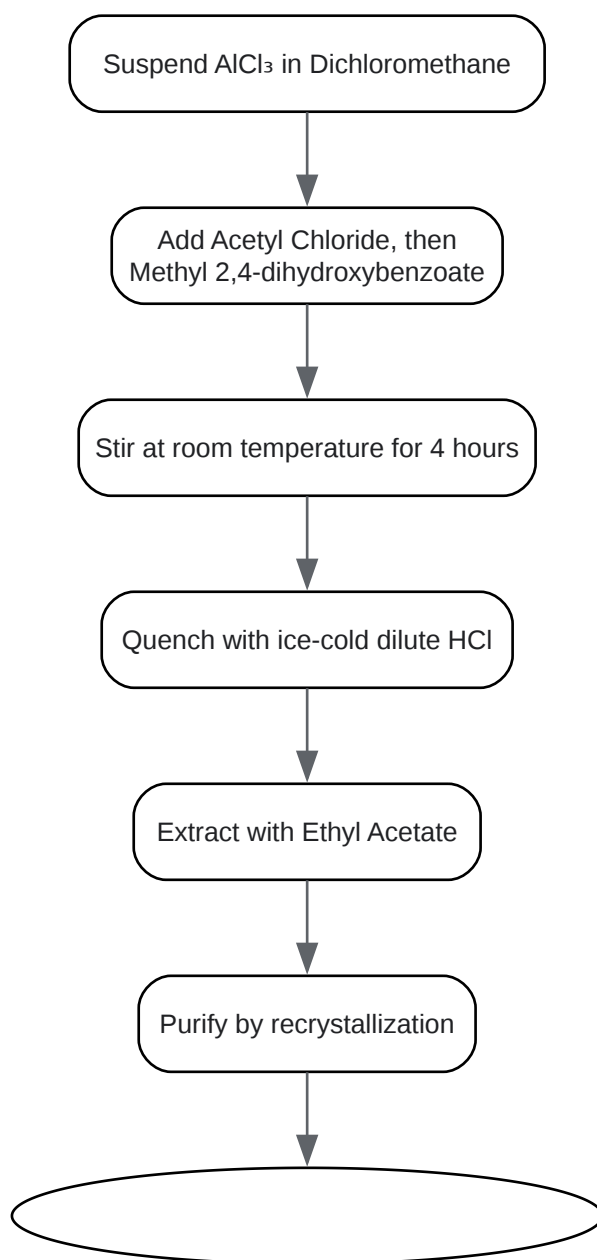 Suspend AlCl₃ in Dichloromethane
Add Acetyl Chloride, then
Methyl 2,4-dihydroxybenzoate
Stir at room temperature for 4 hours
Quench with ice-cold dilute HCl
Extract with Ethyl Acetate
Purify by recrystallization